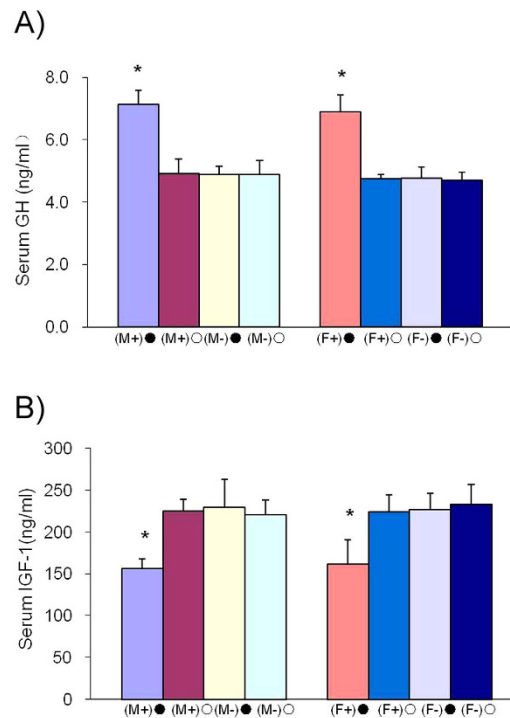 A)
*
*
8.0
6.0
4.0
2.0
0.0
Serum GH (ng/ml)
(M+)● (M+)○ (M-)● (M-)○ (F+)● (F+)○ (F-)● (F-)○
B)
300
250
200
150
100
50
0
*
*
Serum IGF-1(ng/ml)
(M+)● (M+)○ (M-)● (M-)○ (F+)● (F+)○ (F-)● (F-)○